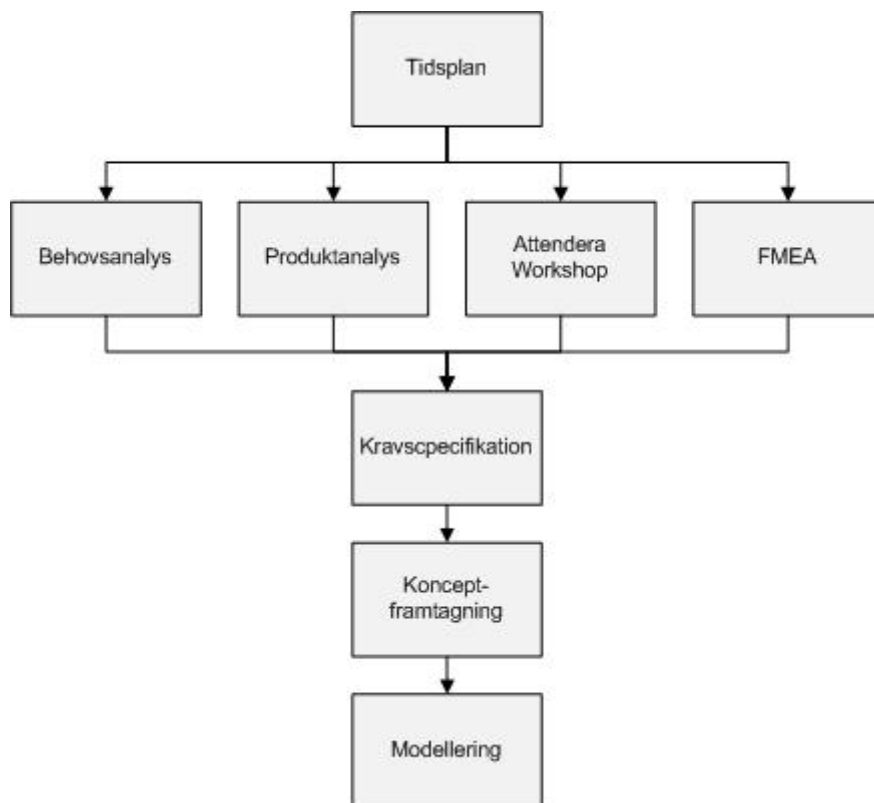 Tidsplan
Behovsanalys
Produktanalys
Attendera
Workshop
FMEA
Kravscpecifikation
Koncept-
framtagning
Modellering